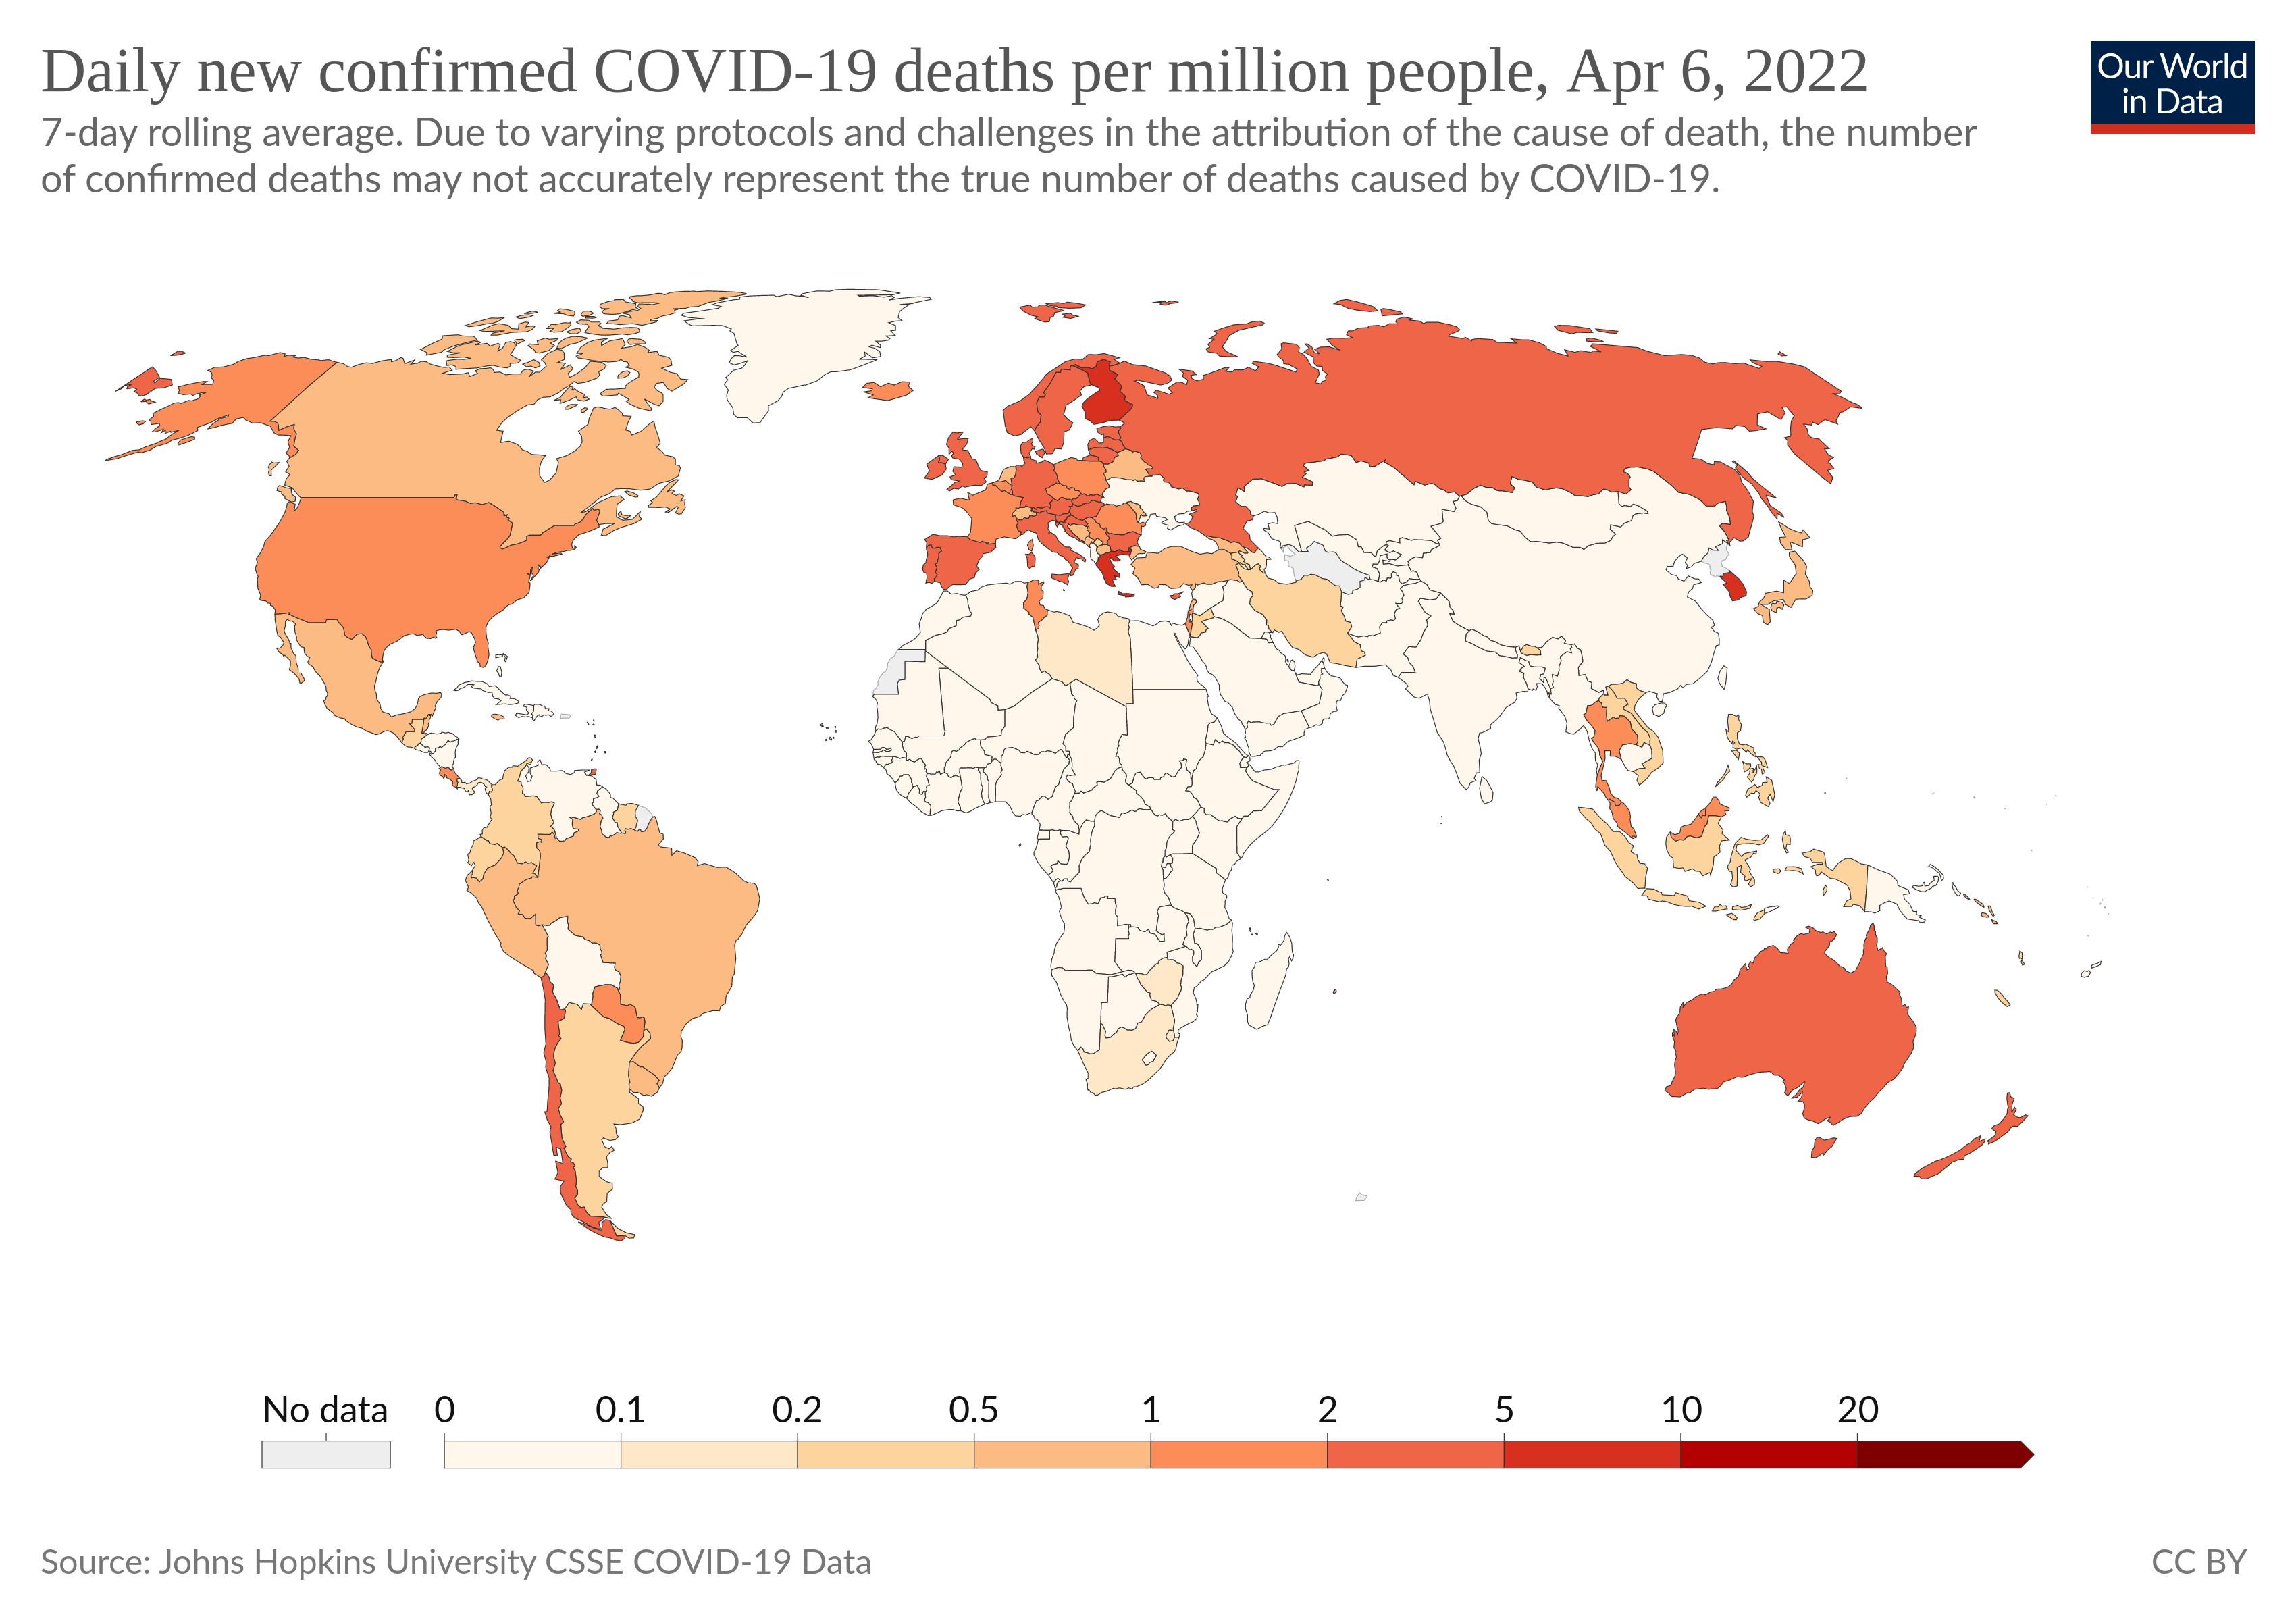 Daily new confirmed COVID-19 deaths per million people, Apr 6, 2022
Our World
in Data
7-day rolling average. Due to varying protocols and challenges in the attribution of the cause of death, the number
of confirmed deaths may not accurately represent the true number of deaths caused by COVID-19.
No data 0 0.1 0.2 0.5 1 2 5 10 20
Source: Johns Hopkins University CSSE COVID-19 Data CC BY